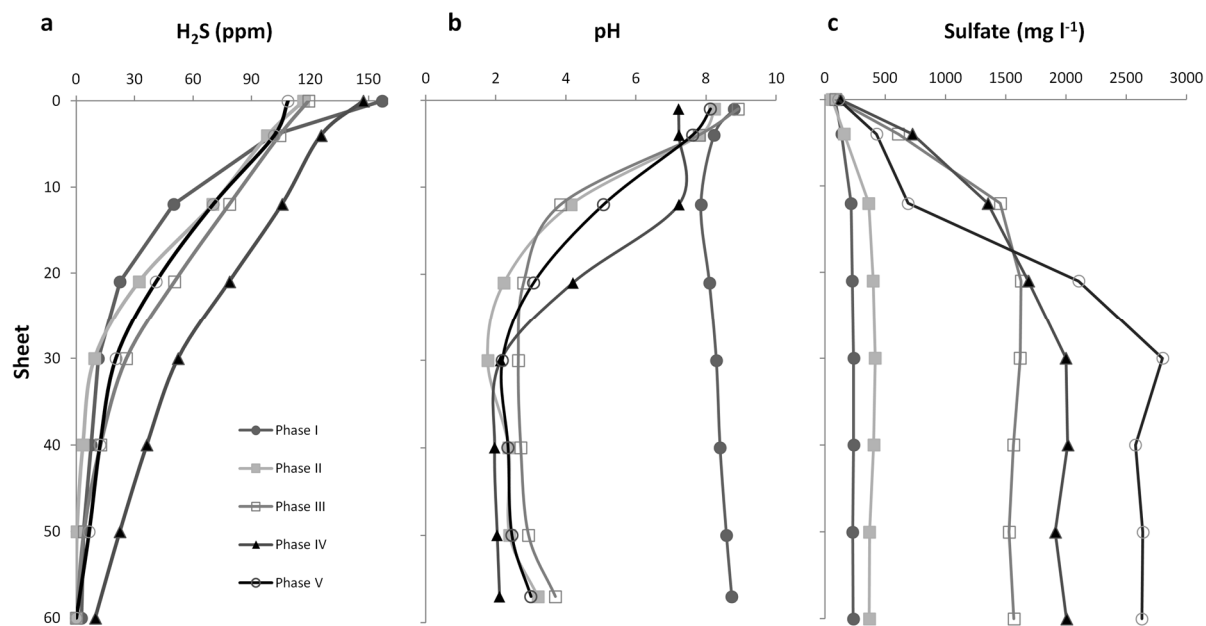 a
H₂S (ppm)
0 30 60 90 120 150
0
10
20
30
40
50
60
Sheet
Phase I
Phase II
Phase III
Phase IV
Phase V
b
pH
0 2 4 6 8 10
c
Sulfate (mg l⁻¹)
0 500 1000 1500 2000 2500 3000